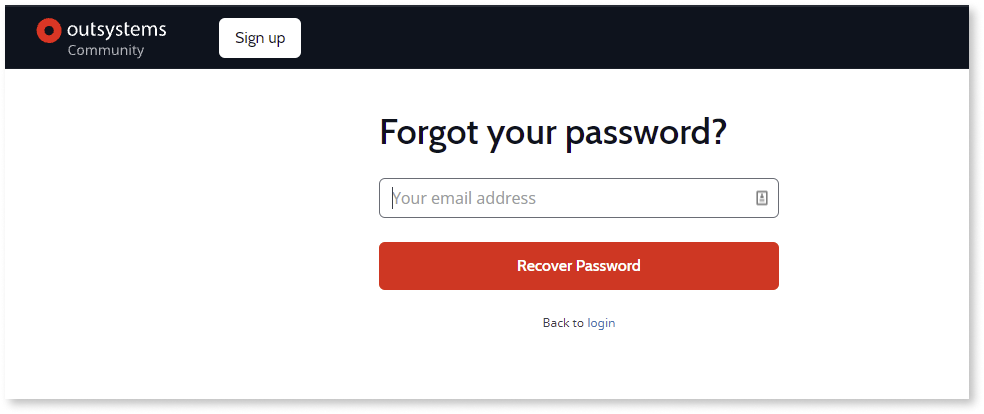 outsystems
Community
Sign up
Forgot your password?
Your email address
Recover Password
Back to login